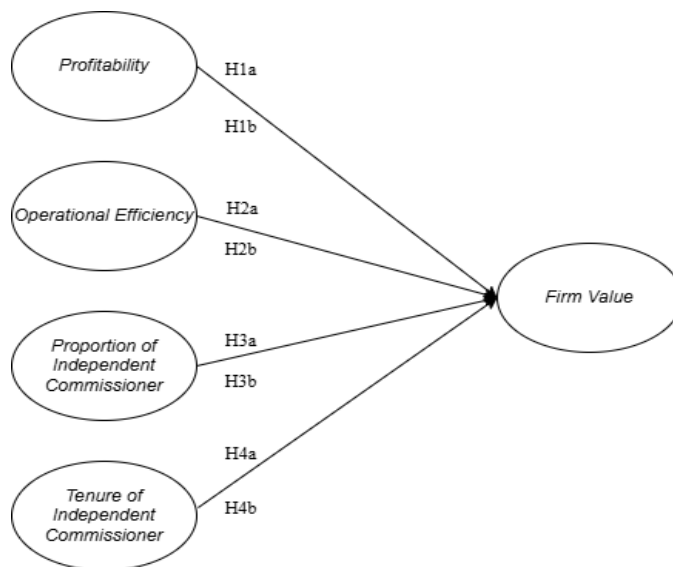 Profitability
H1a
H1b
Operational Efficiency
H2a
H2b
Firm Value
Proportion of
Independent
Commissioner
H3a
H3b
Tenure of
Independent
Commissioner
H4a
H4b